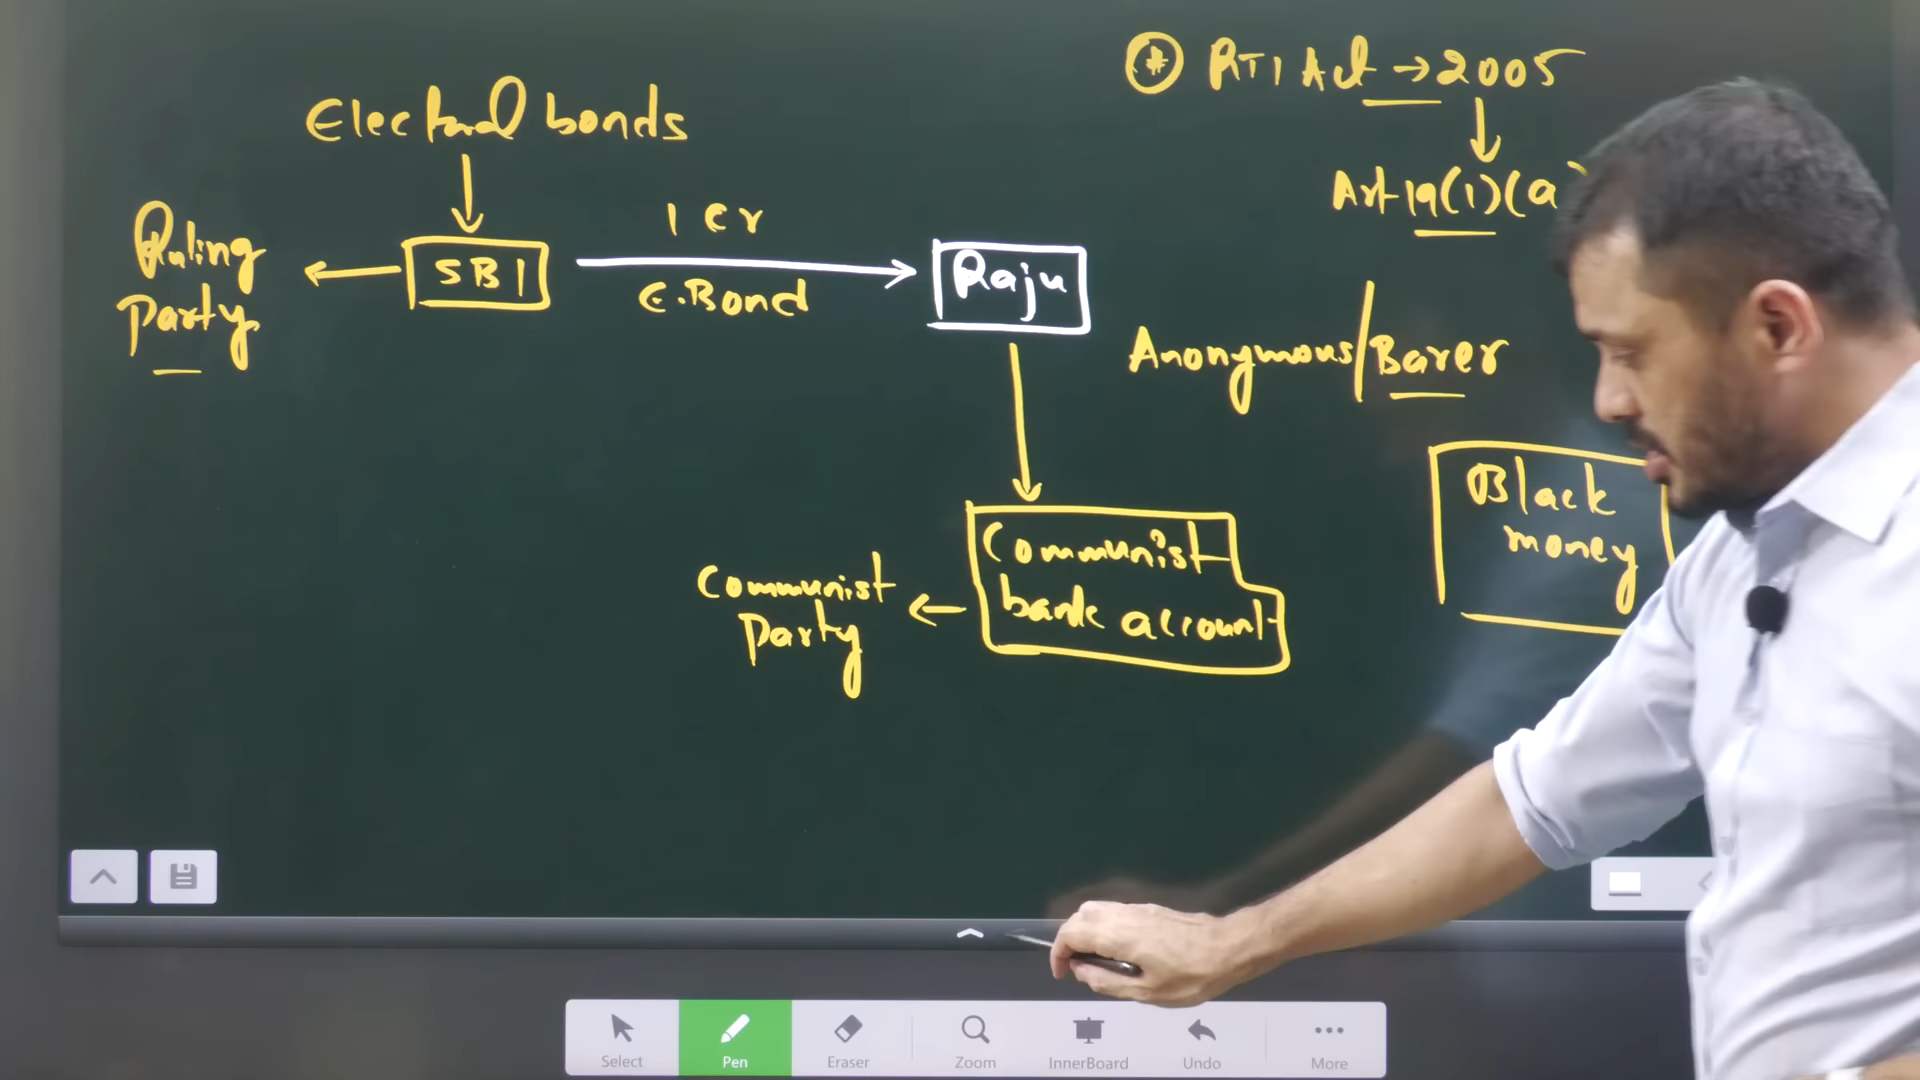 Electoral bonds
Ruling
Party
SBI
1 Cr
E.Bond
Raju
Communist
bank account
Communist
Party
* RTI Act → 2005
Art 19(1)(a
Anonymous/Barer
Black
money
Select
Pen
Eraser
Zoom
InnerBoard
Undo
More